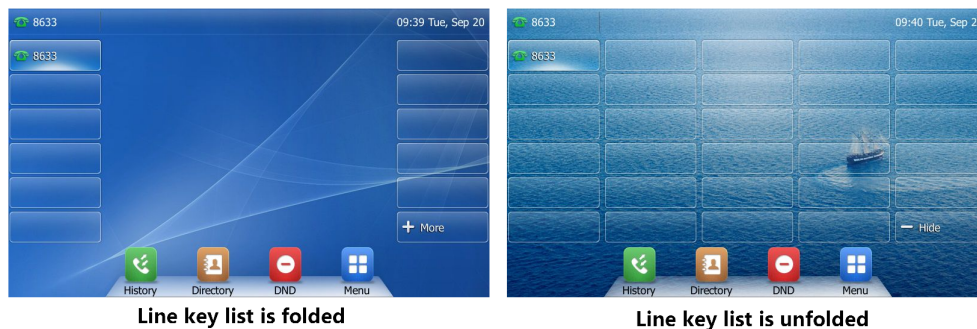 8633
09:39 Tue, Sep 20
8633
More
History Directory DND Menu
Line key list is folded
8633
09:40 Tue, Sep 2
8633
Hide
History Directory DND Menu
Line key list is unfolded